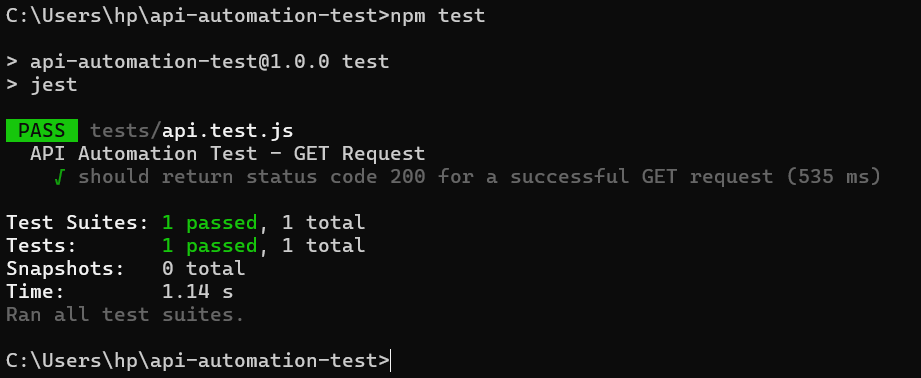 C:\Users\hp\api-automation-test>npm test
> api-automation-test@1.0.0 test
> jest
PASS tests/api.test.js
API Automation Test - GET Request
√ should return status code 200 for a successful GET request (535 ms)
Test Suites: 1 passed, 1 total
Tests: 1 passed, 1 total
Snapshots: 0 total
Time: 1.14 s
Ran all test suites.
C:\Users\hp\api-automation-test>